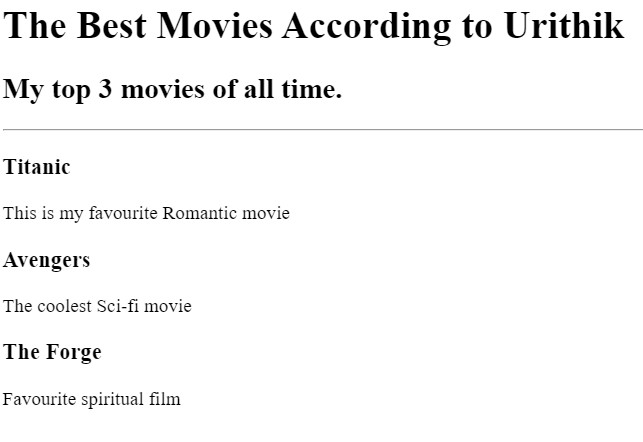 The Best Movies According to Urithik
My top 3 movies of all time.
Titanic
This is my favourite Romantic movie
Avengers
The coolest Sci-fi movie
The Forge
Favourite spiritual film